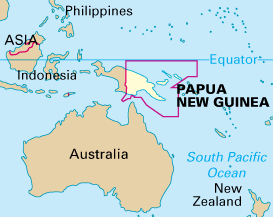 Philippines
ASIA
Equator
Indonesia
PAPUA
NEW GUINEA
Australia
South Pacific
Ocean
New
Zealand